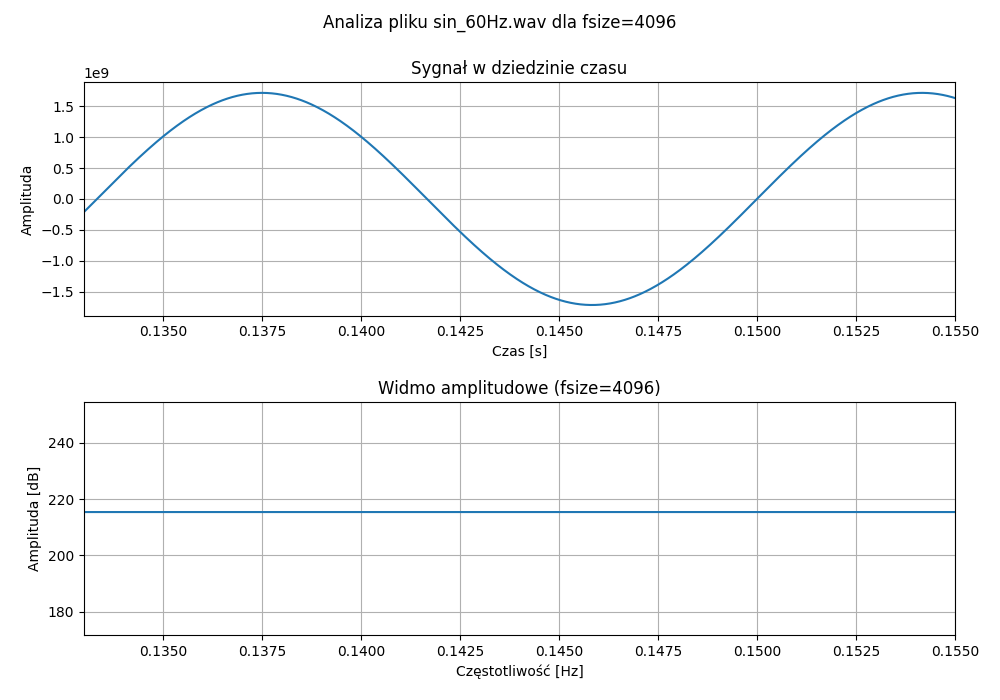 Analiza pliku sin_60Hz.wav dla fsize=4096
Sygnał w dziedzinie czasu
1e9
1.5
1.0
0.5
0.0
−0.5
−1.0
−1.5
Amplituda
0.1350 0.1375 0.1400 0.1425 0.1450 0.1475 0.1500 0.1525 0.1550
Czas [s]
Widmo amplitudowe (fsize=4096)
240
220
200
180
Amplituda [dB]
0.1350 0.1375 0.1400 0.1425 0.1450 0.1475 0.1500 0.1525 0.1550
Częstotliwość [Hz]